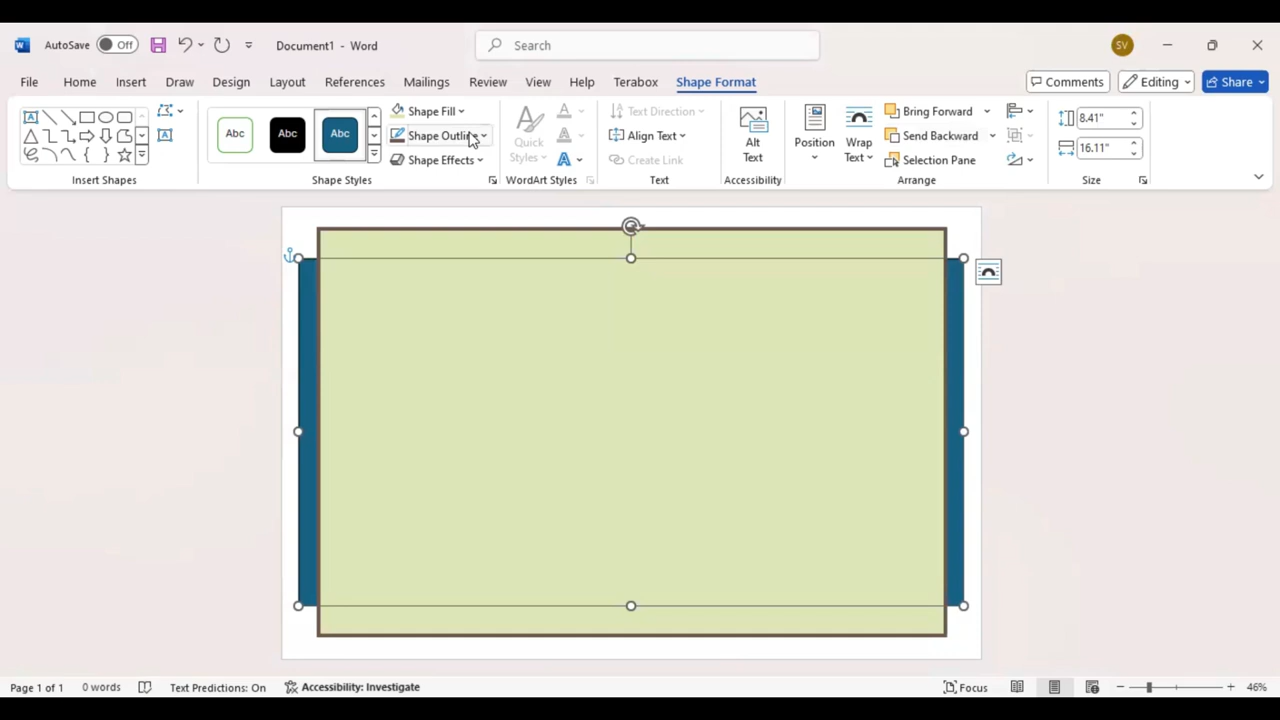 AutoSave Off Document1 - Word Search SV
File Home Insert Draw Design Layout References Mailings Review View Help Terabox Shape Format Comments Editing Share
Abc Abc Abc
Shape Fill
Shape Outline
Shape Effects
Quick Styles
Text Direction
Align Text
Create Link
Alt Text
Position
Wrap Text
Bring Forward
Send Backward
Selection Pane
8.41"
16.11"
Insert Shapes Shape Styles WordArt Styles Text Accessibility Arrange Size
Page 1 of 1 0 words Text Predictions: On Accessibility: Investigate Focus 46%